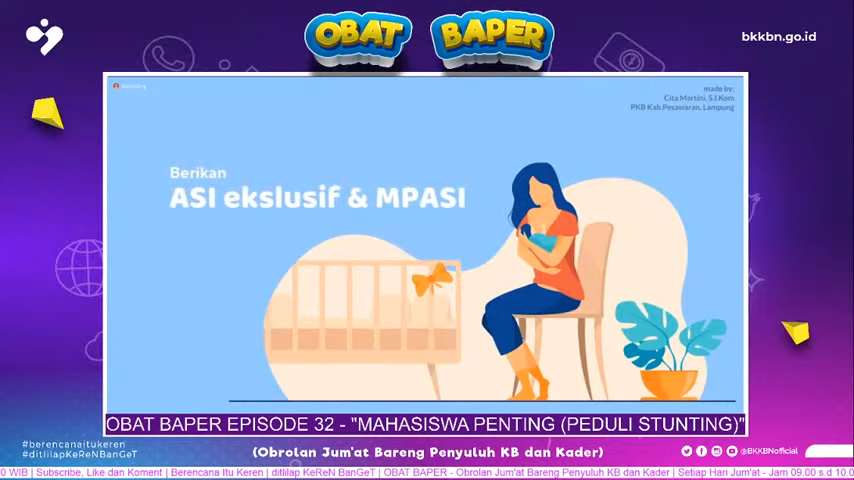 OBAT BAPER
bkkbn.go.id
made by:
Cita Martini, S.I.Kom
PKB Kab.Pesawaran, Lampung
Berikan
ASI ekslusif & MPASI
OBAT BAPER EPISODE 32 - "MAHASISWA PENTING (PEDULI STUNTING)"
#berencanaitukeren
#ditlilapKeReNBanGeT
(Obrolan Jum'at Bareng Penyuluh KB dan Kader)
@BKKBNofficial
0 WIB | Subscribe, Like dan Koment | Berencana Itu Keren | ditlilap KeReN BanGeT | OBAT BAPER - Obrolan Jum'at Bareng Penyuluh KB dan Kader | Setiap Hari Jum'at - Jam 09.00 s.d 10.0